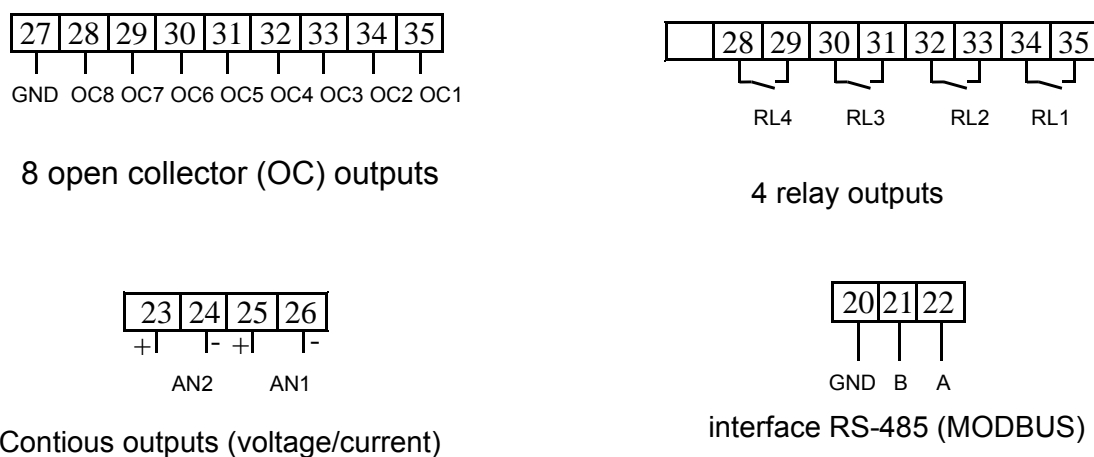 27 28 29 30 31 32 33 34 35
GND OC8 OC7 OC6 OC5 OC4 OC3 OC2 OC1
8 open collector (OC) outputs
28 29 30 31 32 33 34 35
RL4 RL3 RL2 RL1
4 relay outputs
23 24 25 26
+ - + -
AN2 AN1
Contious outputs (voltage/current)
20 21 22
GND B A
interface RS-485 (MODBUS)